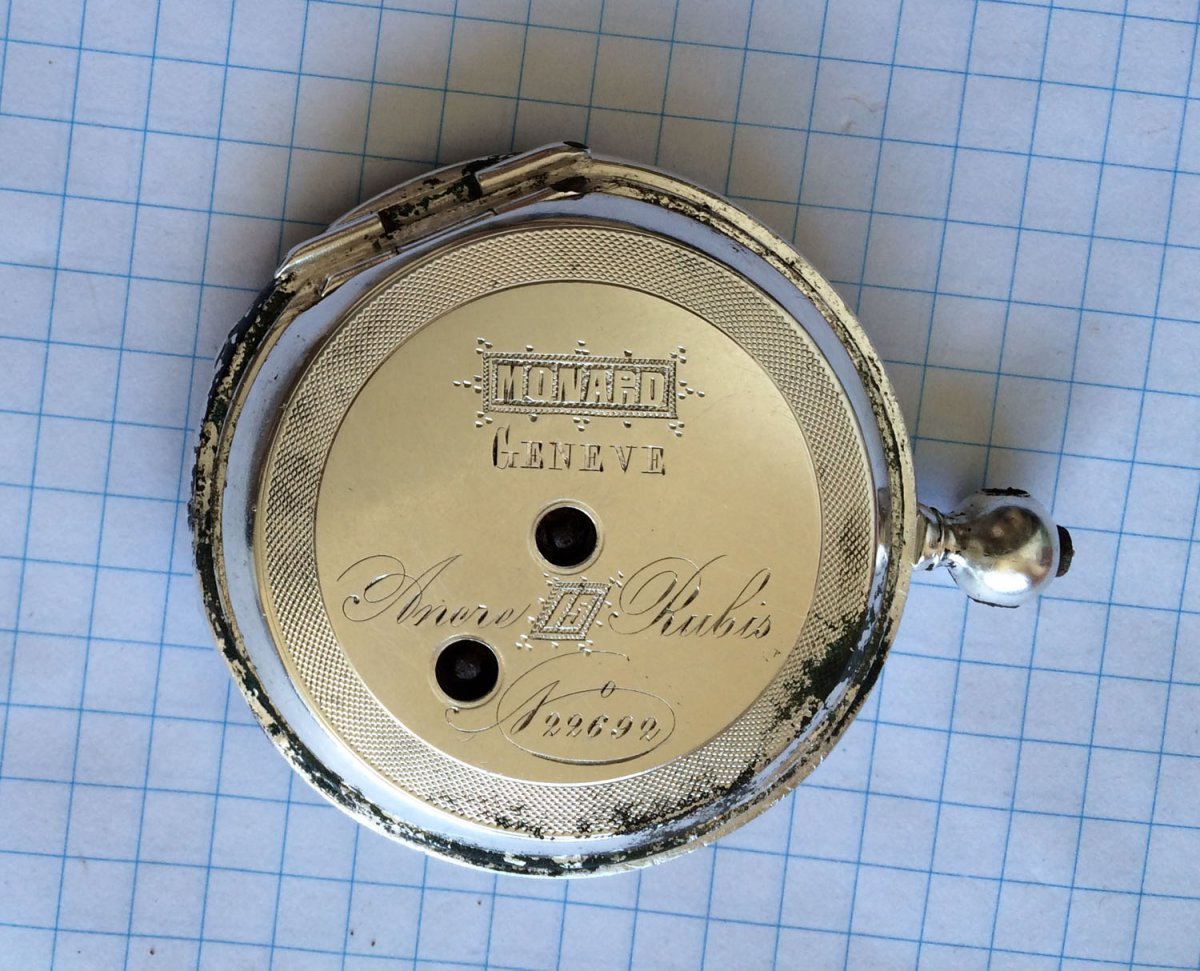 MONARD
GENEVE
Ancre 15 Rubis
No 22692